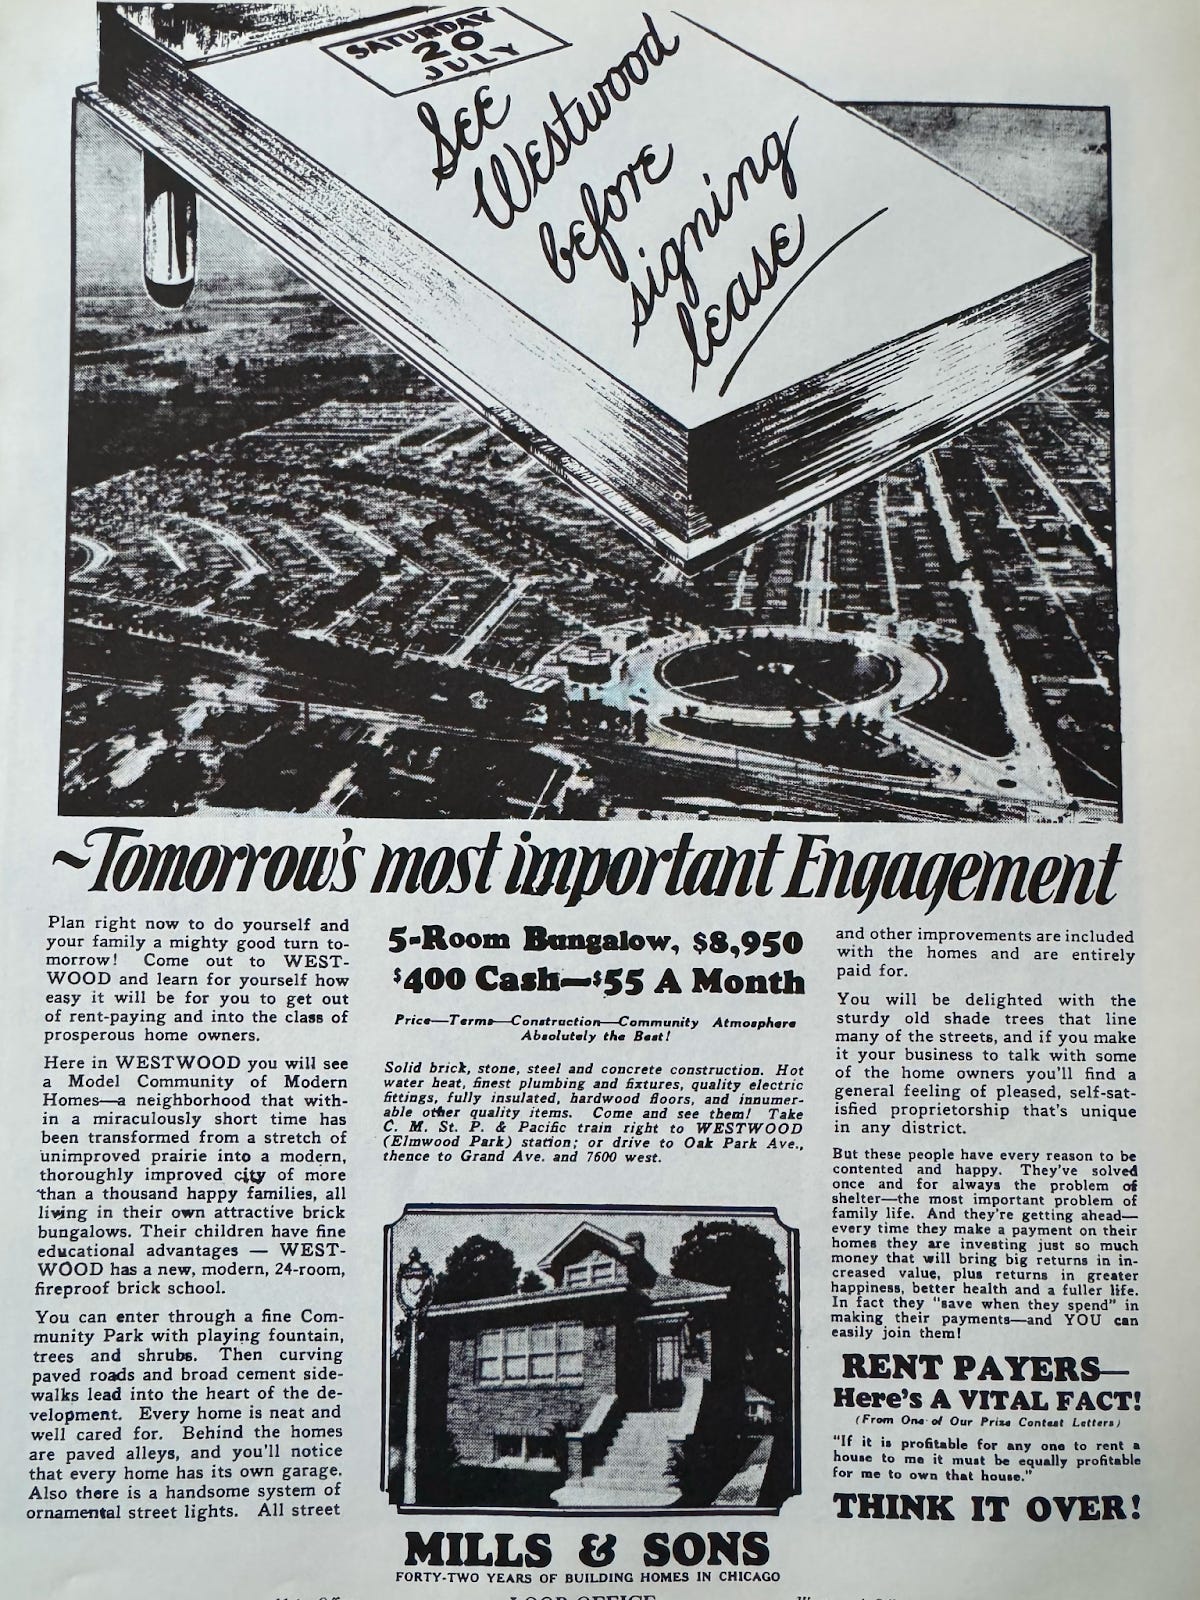 SATURDAY
20
JULY
See
Westwood
before
signing
lease
~Tomorrow's most important Engagement
Plan right now to do yourself and
your family a mighty good turn to-
morrow! Come out to WEST-
WOOD and learn for yourself how
easy it will be for you to get out
of rent-paying and into the class of
prosperous home owners.
Here in WESTWOOD you will see
a Model Community of Modern
Homes—a neighborhood that with-
in a miraculously short time has
been transformed from a stretch of
unimproved prairie into a modern,
thoroughly improved city of more
than a thousand happy families, all
living in their own attractive brick
bungalows. Their children have fine
educational advantages — WEST-
WOOD has a new, modern, 24-room,
fireproof brick school.
You can enter through a fine Com-
munity Park with playing fountain,
trees and shrubs. Then curving
paved roads and broad cement side-
walks lead into the heart of the de-
velopment. Every home is neat and
well cared for. Behind the homes
are paved alleys, and you'll notice
that every home has its own garage.
Also there is a handsome system of
ornamental street lights. All street
5-Room Bungalow, $8,950
$400 Cash—$55 A Month
Price—Terms—Construction—Community Atmosphere
Absolutely the Best!
Solid brick, stone, steel and concrete construction. Hot
water heat, finest plumbing and fixtures, quality electric
fittings, fully insulated, hardwood floors, and innumer-
able other quality items. Come and see them! Take
C. M. St. P. & Pacific train right to WESTWOOD
(Elmwood Park) station; or drive to Oak Park Ave.,
thence to Grand Ave. and 7600 west.
MILLS & SONS
FORTY-TWO YEARS OF BUILDING HOMES IN CHICAGO
LOOP OFFICE
and other improvements are included
with the homes and are entirely
paid for.
You will be delighted with the
sturdy old shade trees that line
many of the streets, and if you make
it your business to talk with some
of the home owners you'll find a
general feeling of pleased, self-sat-
isfied proprietorship that's unique
in any district.
But these people have every reason to be
contented and happy. They've solved
once and for always the problem of
shelter—the most important problem of
family life. And they're getting ahead—
every time they make a payment on their
homes they are investing just so much
money that will bring big returns in in-
creased value, plus returns in greater
happiness, better health and a fuller life.
In fact they "save when they spend" in
making their payments—and YOU can
easily join them!
RENT PAYERS—
Here's A VITAL FACT!
(From One of Our Prize Contest Letters)
"If it is profitable for any one to rent a
house to me it must be equally profitable
for me to own that house."
THINK IT OVER!